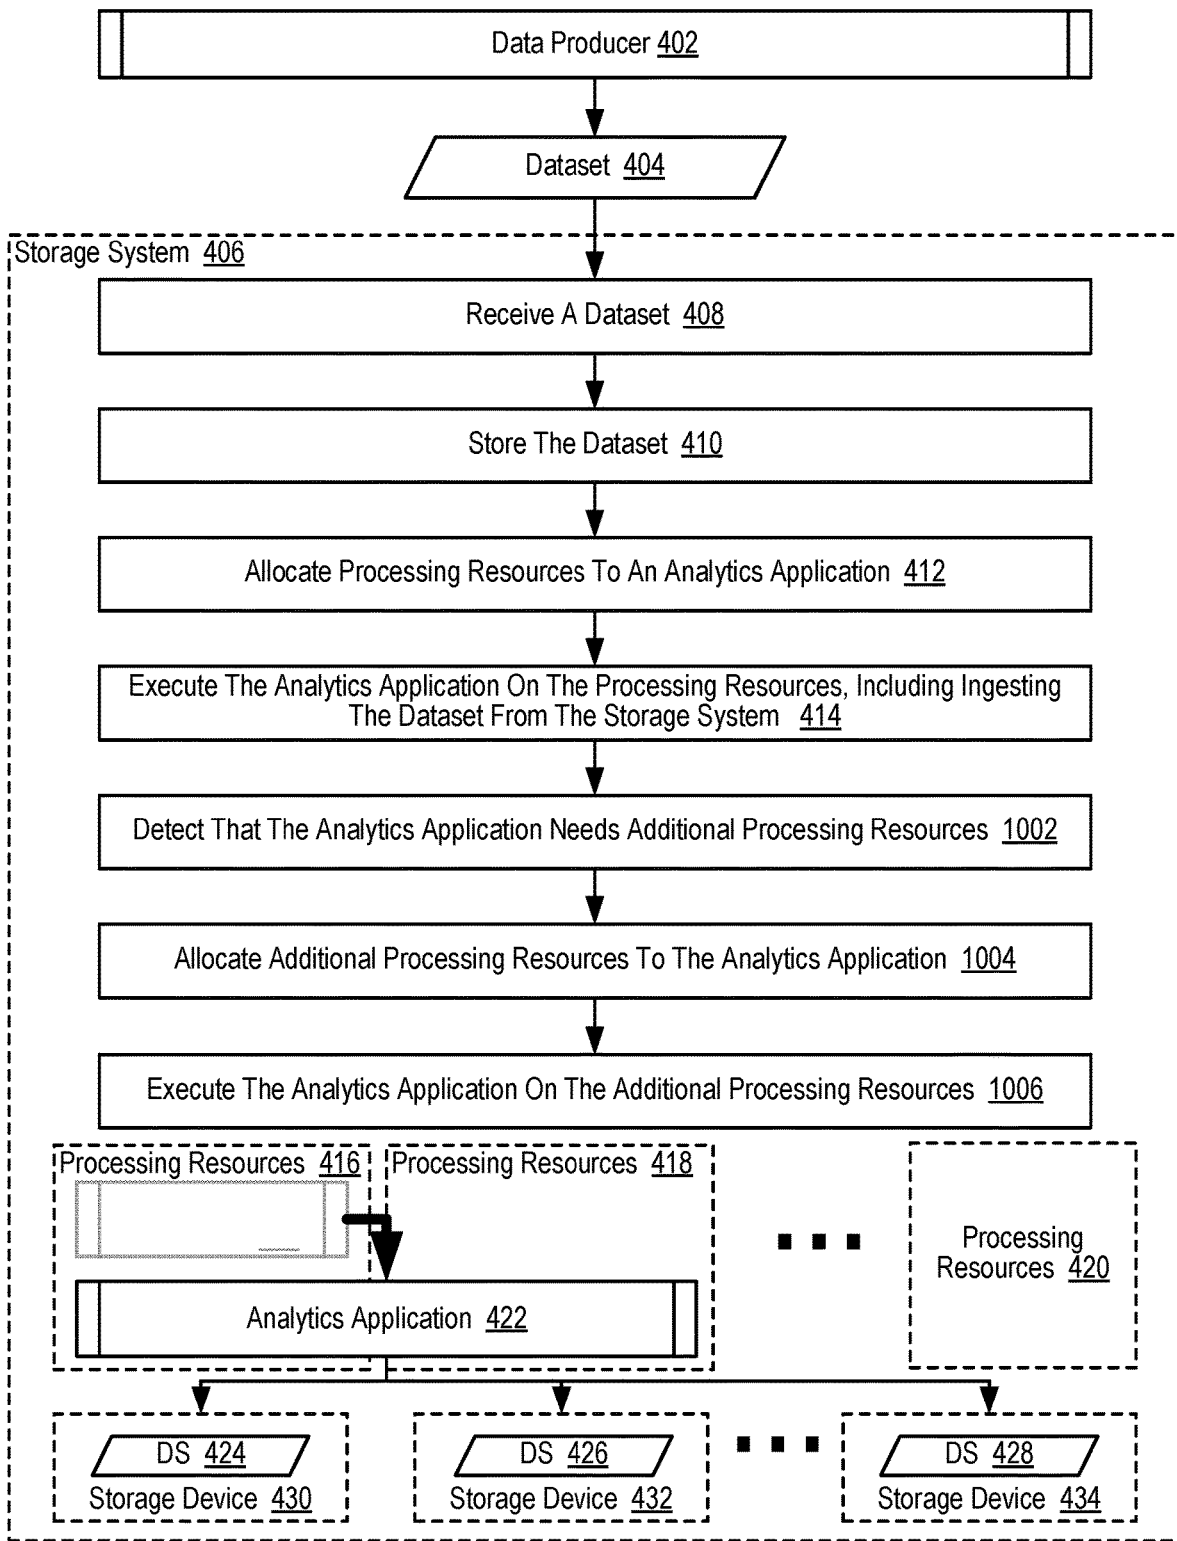 Data Producer 402
Dataset 404
Storage System 406
Receive A Dataset 408
Store The Dataset 410
Allocate Processing Resources To An Analytics Application 412
Execute The Analytics Application On The Processing Resources, Including Ingesting
The Dataset From The Storage System 414
Detect That The Analytics Application Needs Additional Processing Resources 1002
Allocate Additional Processing Resources To The Analytics Application 1004
Execute The Analytics Application On The Additional Processing Resources 1006
Processing Resources 416
Processing Resources 418
Processing
Resources 420
Analytics Application 422
DS 424
Storage Device 430
DS 426
Storage Device 432
DS 428
Storage Device 434